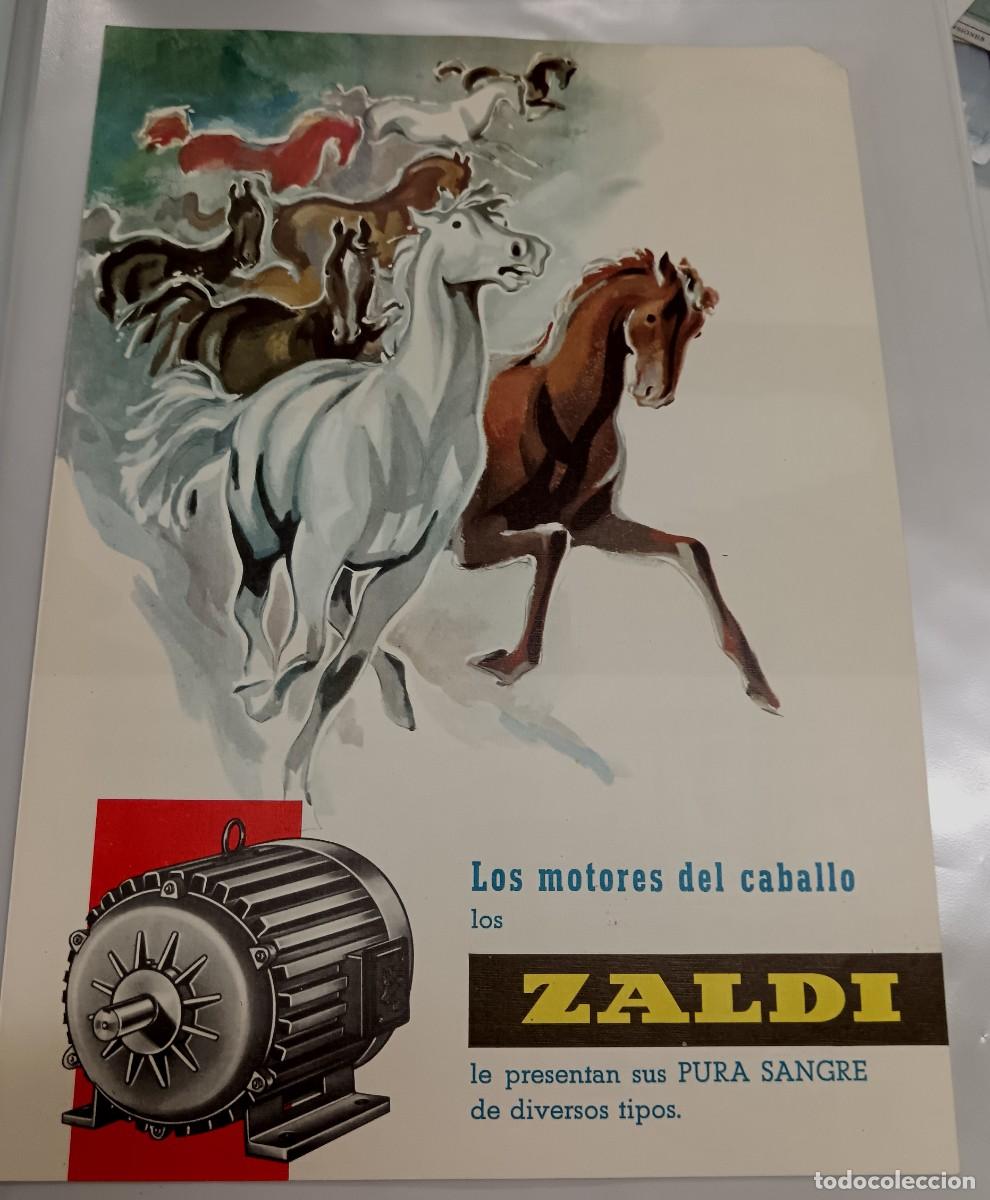 Los motores del caballo
los
ZALDI
le presentan sus PURA SANGRE
de diversos tipos.
todocoleccion